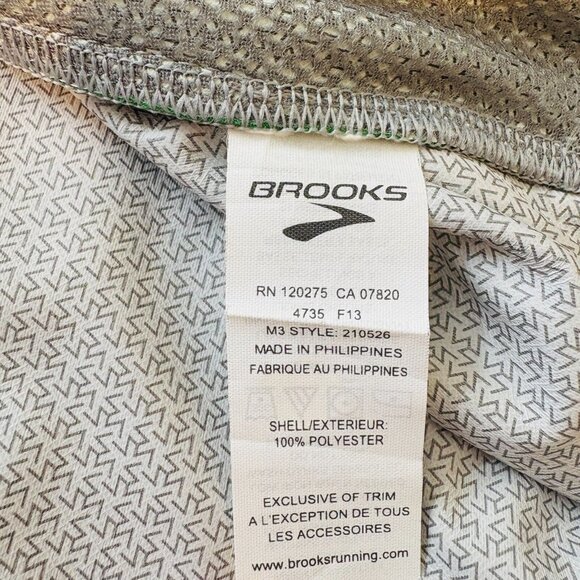 BROOKS
RN 120275 CA 07820
4735 F13
M3 STYLE: 210526
MADE IN PHILIPPINES
FABRIQUE AU PHILIPPINES
SHELL/EXTERIEUR:
100% POLYESTER
EXCLUSIVE OF TRIM
A L'EXCEPTION DE TOUS
LES ACCESSOIRES
www.brooksrunning.com